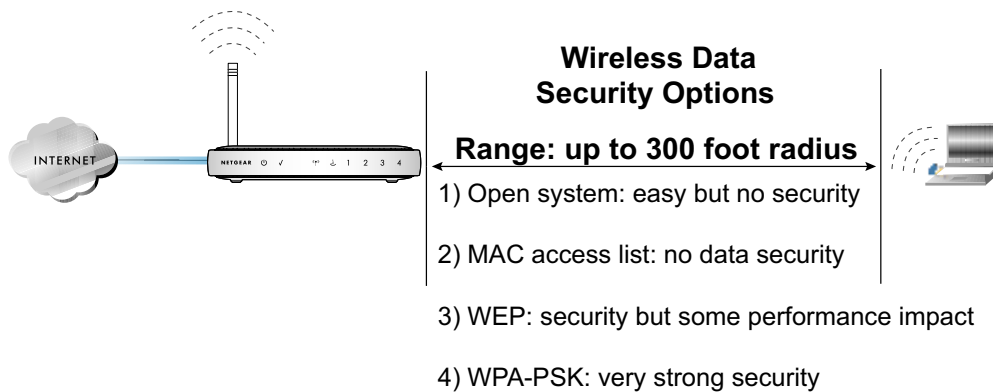 Wireless Data
Security Options
Range: up to 300 foot radius
INTERNET
NETGEAR 1 2 3 4
1) Open system: easy but no security
2) MAC access list: no data security
3) WEP: security but some performance impact
4) WPA-PSK: very strong security